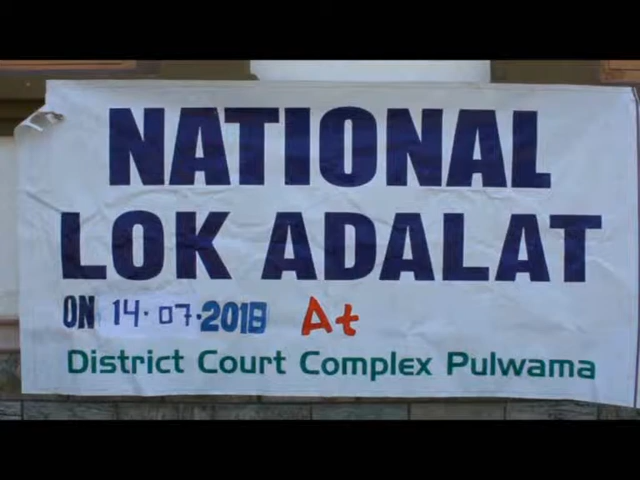 NATIONAL
LOK ADALAT
ON 14.07.2018 At
District Court Complex Pulwama